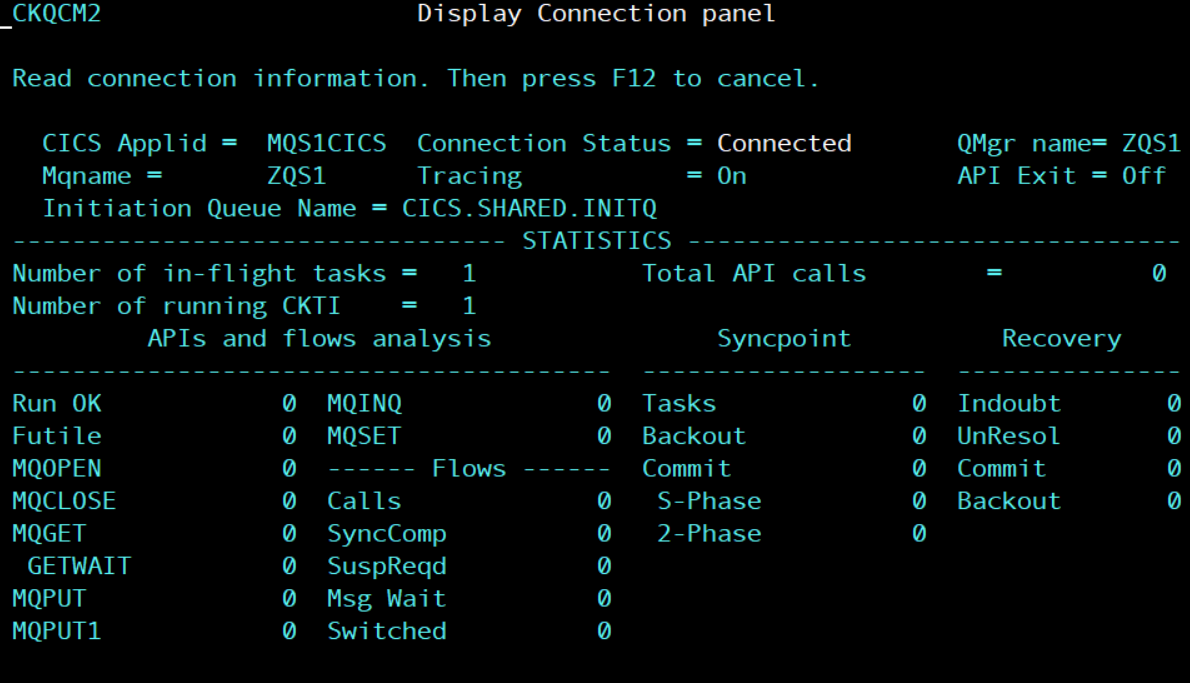 CKQCM2 Display Connection panel
Read connection information. Then press F12 to cancel.
CICS Applid = MQS1CICS Connection Status = Connected QMgr name= ZQS1
Mqname = ZQS1 Tracing = On API Exit = Off
Initiation Queue Name = CICS.SHARED.INITQ
--------------------------------- STATISTICS ---------------------------------
Number of in-flight tasks = 1 Total API calls = 0
Number of running CKTI = 1
APIs and flows analysis Syncpoint Recovery
---------------------------------------- ------------------- ---------------
Run OK 0 MQINQ 0 Tasks 0 Indoubt 0
Futile 0 MQSET 0 Backout 0 UnResol 0
MQOPEN 0 ------ Flows ------ Commit 0 Commit 0
MQCLOSE 0 Calls 0 S-Phase 0 Backout 0
MQGET 0 SyncComp 0 2-Phase 0
GETWAIT 0 SuspReqd 0
MQPUT 0 Msg Wait 0
MQPUT1 0 Switched 0